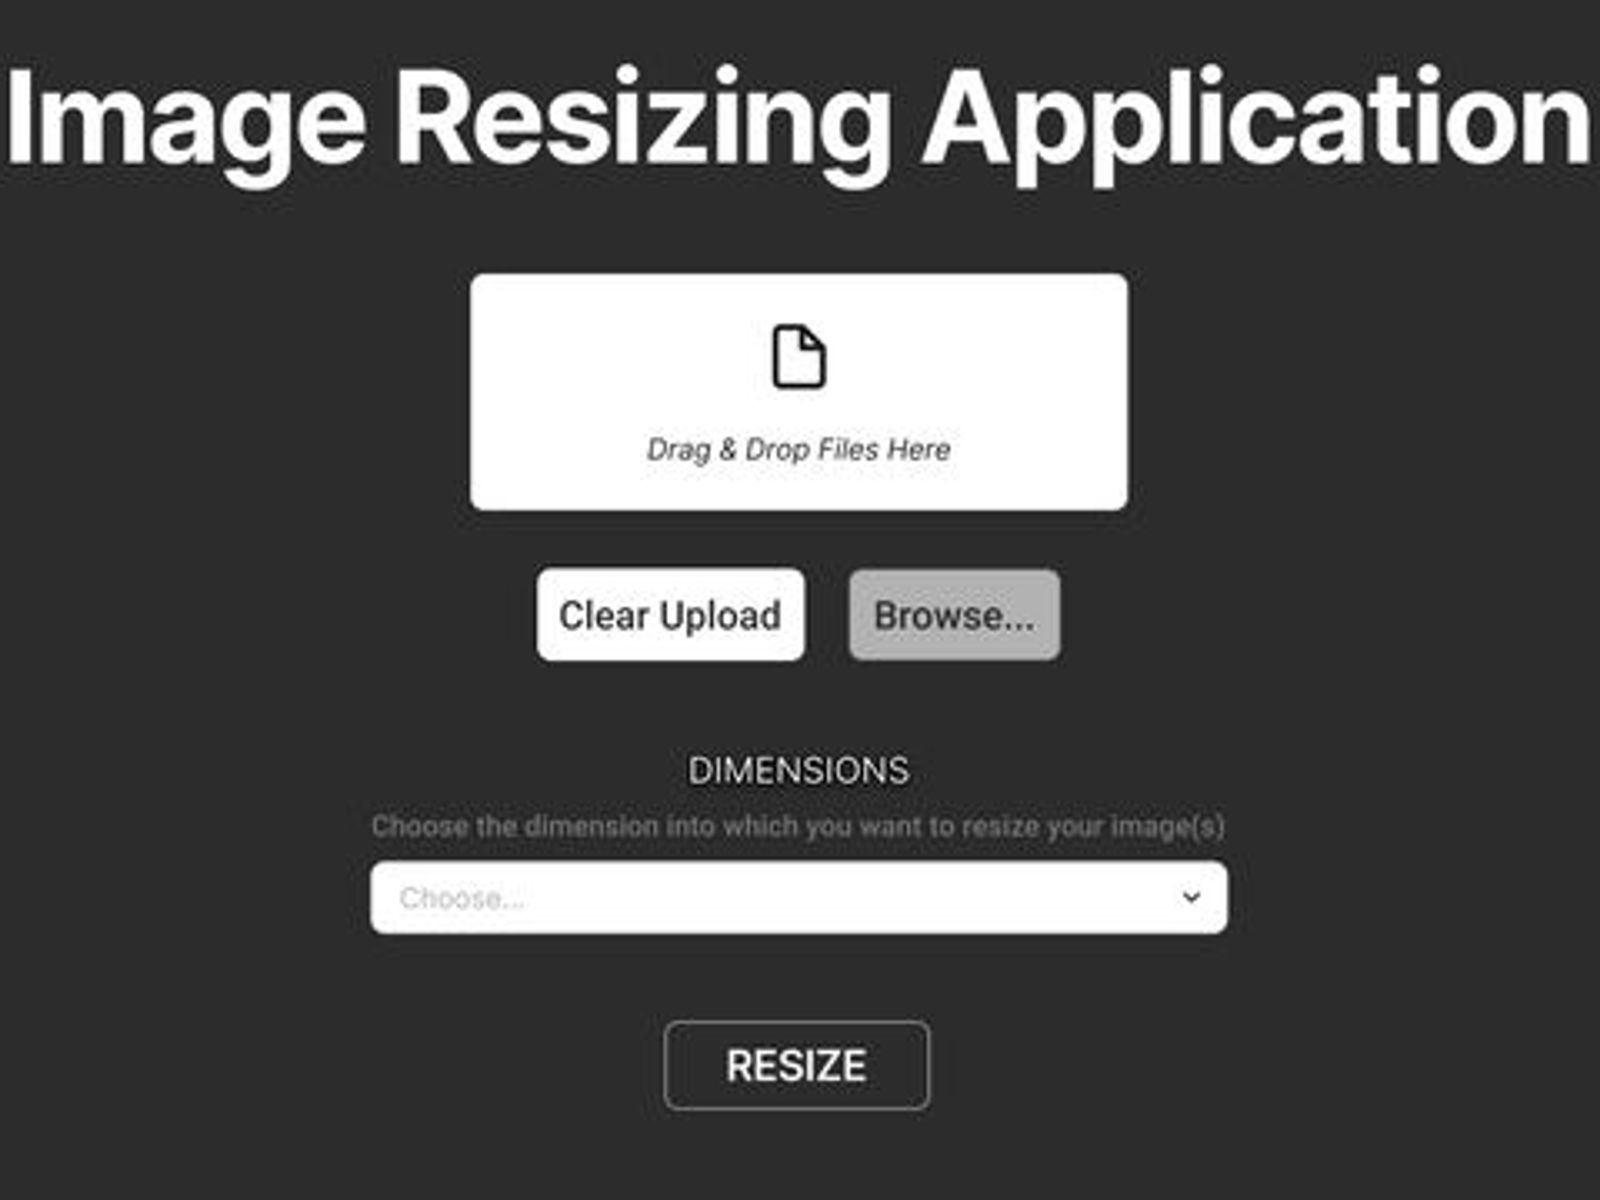 Image Resizing Application
Drag & Drop Files Here
Clear Upload
Browse...
DIMENSIONS
Choose the dimension into which you want to resize your image(s)
Choose...
RESIZE